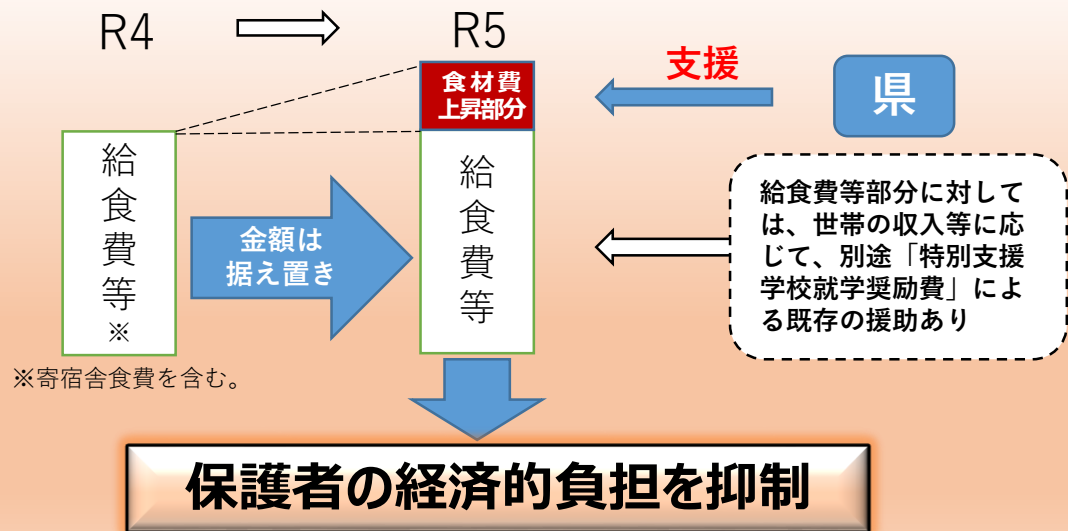 R4
R5
食材費
上昇部分
支援
県
給食費等※
金額は
据え置き
給食費等
給食費等部分に対して
は、世帯の収入等に応
じて、別途「特別支援
学校就学奨励費」によ
る既存の援助あり
※寄宿舎食費を含む。
保護者の経済的負担を抑制